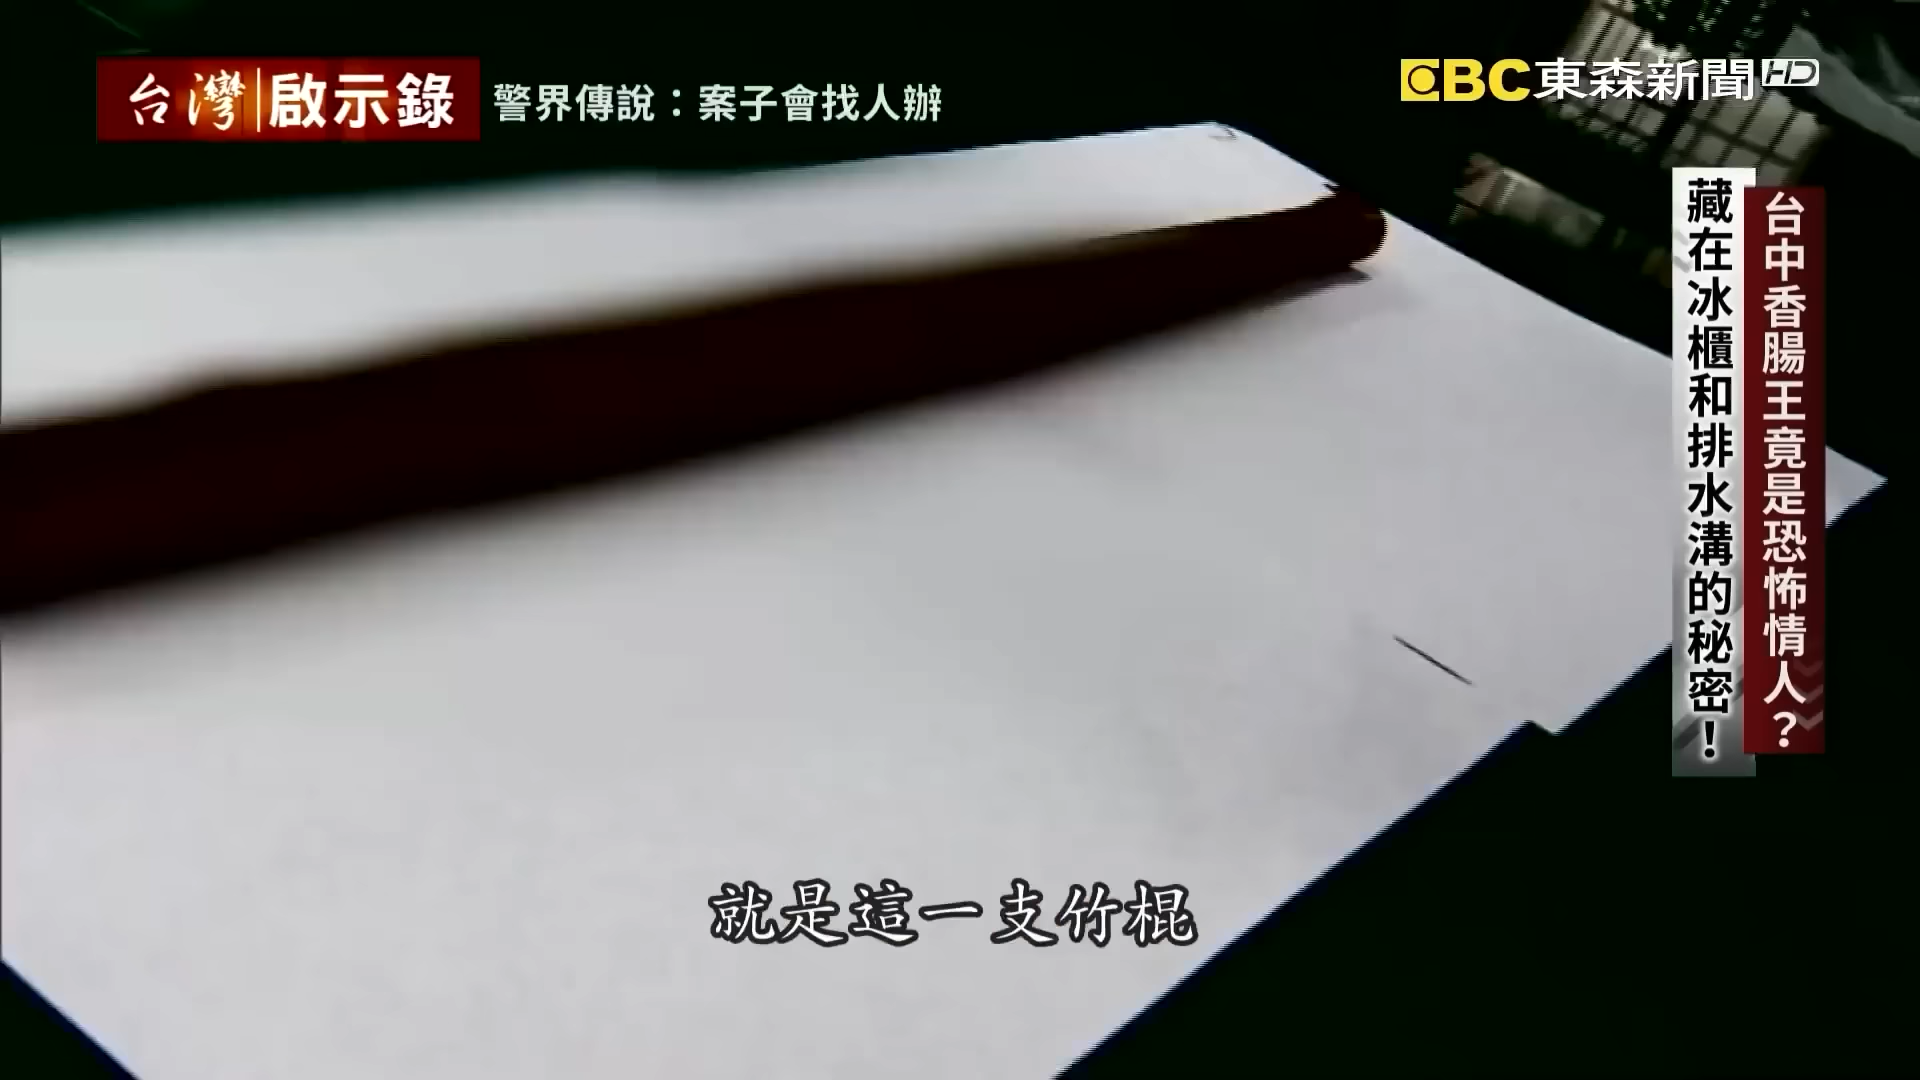 台灣啟示錄
警界傳說：案子會找人辦
EBC東森新聞HD
台中香腸王竟是恐怖情人？
藏在冰櫃和排水溝的秘密！
就是這一支竹棍